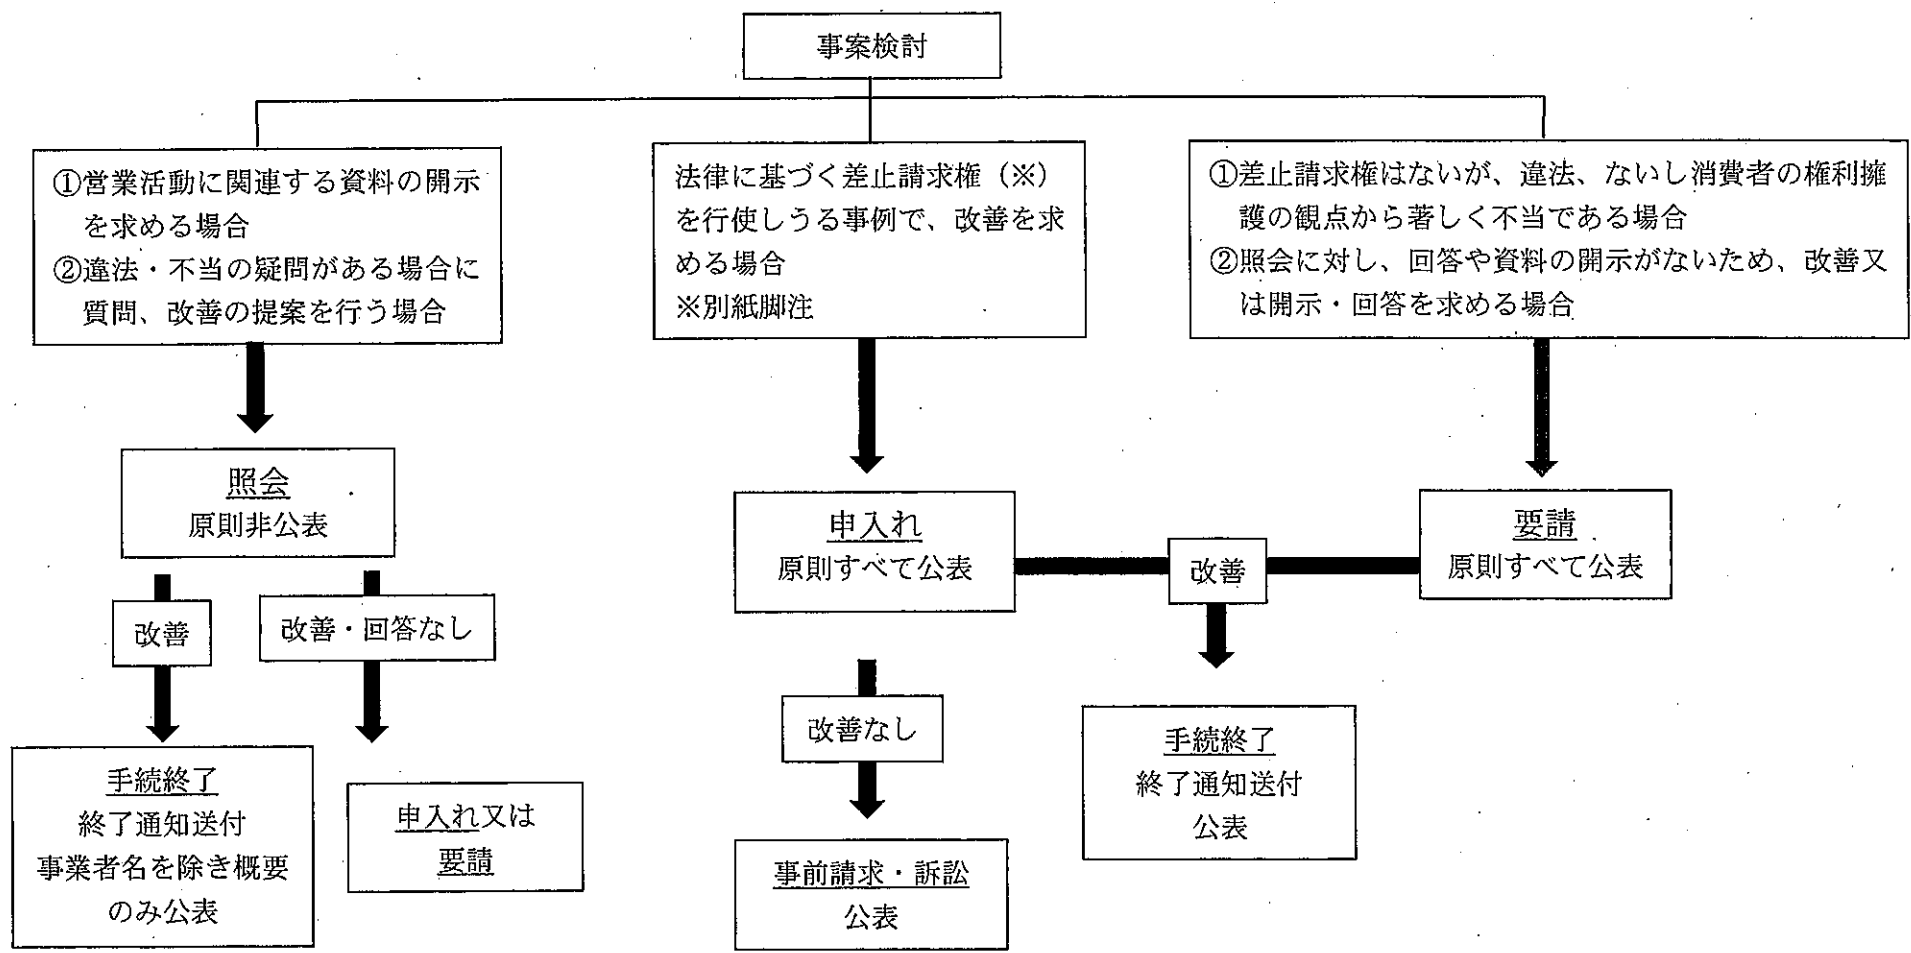 事案検討
①営業活動に関連する資料の開示
を求める場合
②違法・不当の疑問がある場合に
質問、改善の提案を行う場合
法律に基づく差止請求権（※）
を行使しうる事例で、改善を求
める場合
※別紙脚注
①差止請求権はないが、違法、ないし消費者の権利擁
護の観点から著しく不当である場合
②照会に対し、回答や資料の開示がないため、改善又
は開示・回答を求める場合
照会
原則非公表
申入れ
原則すべて公表
改善
要請
原則すべて公表
改善
改善・回答なし
改善なし
手続終了
終了通知送付
事業者名を除き概要
のみ公表
申入れ又は
要請
事前請求・訴訟
公表
手続終了
終了通知送付
公表